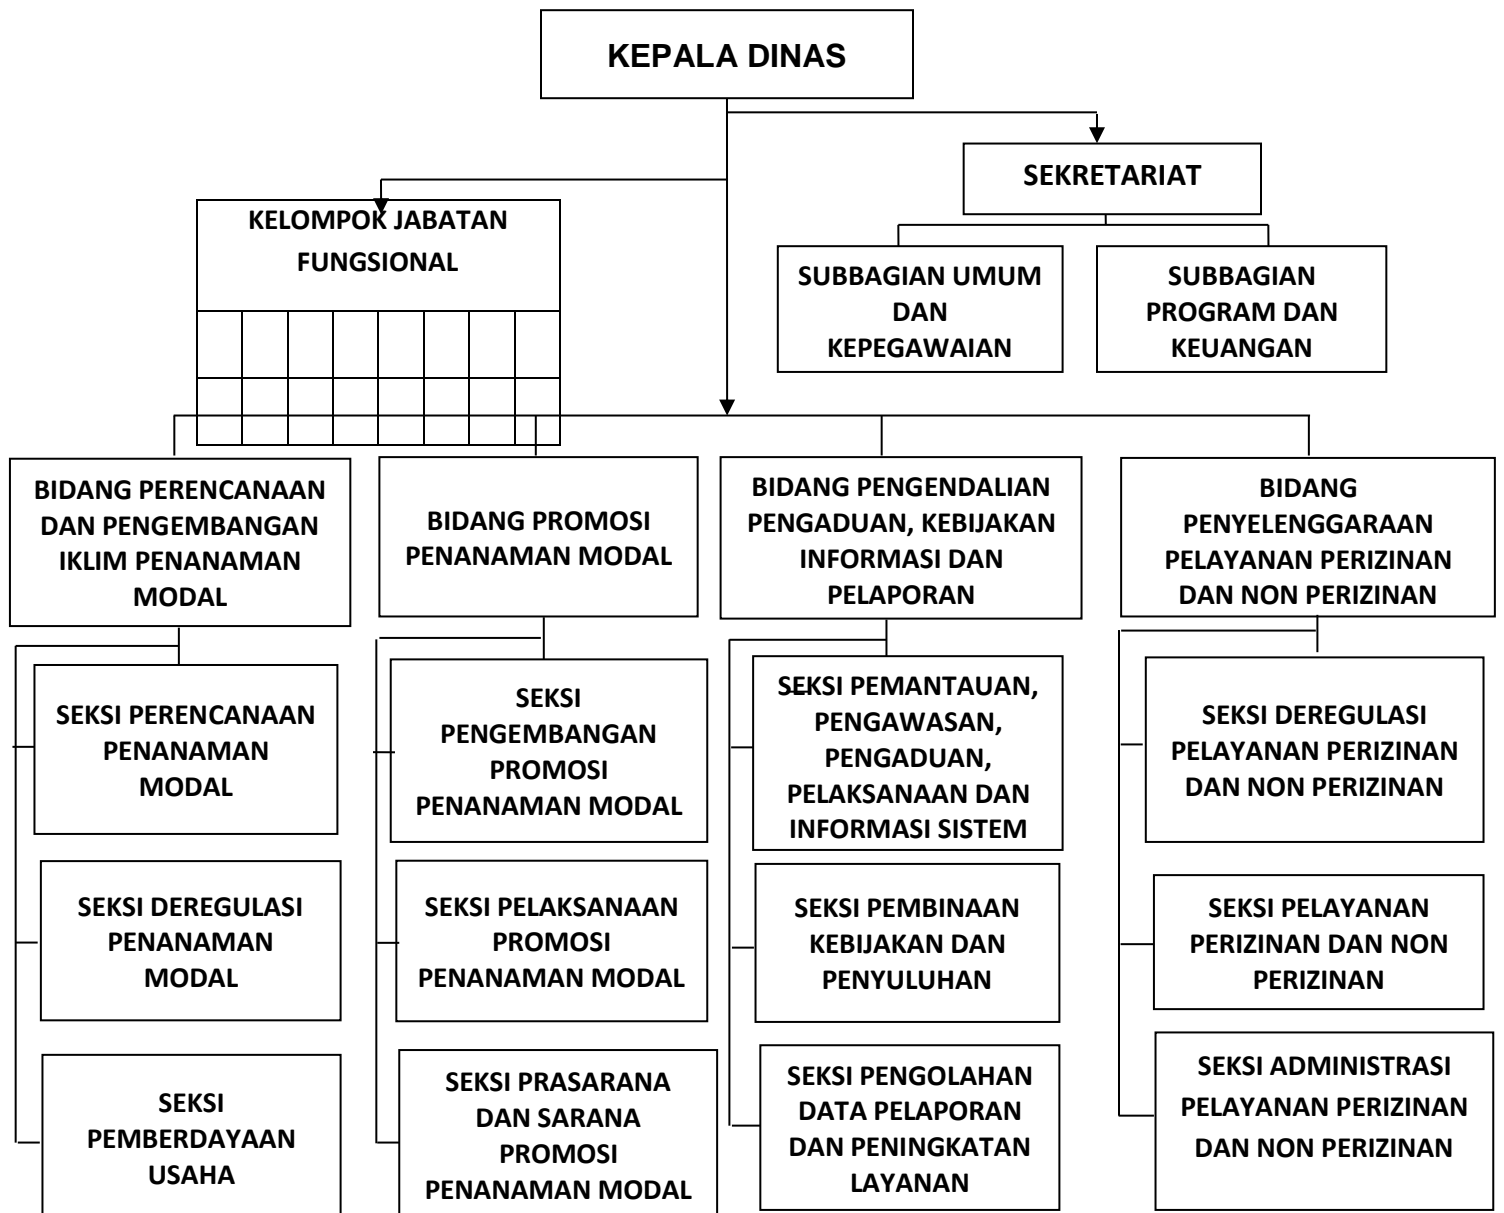 KEPALA DINAS
SEKRETARIAT
KELOMPOK JABATAN
FUNGSIONAL
SUBBAGIAN UMUM
DAN
KEPEGAWAIAN
SUBBAGIAN
PROGRAM DAN
KEUANGAN
BIDANG PERENCANAAN
DAN PENGEMBANGAN
IKLIM PENANAMAN
MODAL
BIDANG PROMOSI
PENANAMAN MODAL
BIDANG PENGENDALIAN
PENGADUAN, KEBIJAKAN
INFORMASI DAN
PELAPORAN
BIDANG
PENYELENGGARAAN
PELAYANAN PERIZINAN
DAN NON PERIZINAN
SEKSI PERENCANAAN
PENANAMAN
MODAL
SEKSI
PENGEMBANGAN
PROMOSI
PENANAMAN MODAL
SEKSI PEMANTAUAN,
PENGAWASAN,
PENGADUAN,
PELAKSANAAN DAN
INFORMASI SISTEM
SEKSI DEREGULASI
PELAYANAN PERIZINAN
DAN NON PERIZINAN
SEKSI DEREGULASI
PENANAMAN
MODAL
SEKSI PELAKSANAAN
PROMOSI
PENANAMAN MODAL
SEKSI PEMBINAAN
KEBIJAKAN DAN
PENYULUHAN
SEKSI PELAYANAN
PERIZINAN DAN NON
PERIZINAN
SEKSI
PEMBERDAYAAN
USAHA
SEKSI PRASARANA
DAN SARANA
PROMOSI
PENANAMAN MODAL
SEKSI PENGOLAHAN
DATA PELAPORAN
DAN PENINGKATAN
LAYANAN
SEKSI ADMINISTRASI
PELAYANAN PERIZINAN
DAN NON PERIZINAN